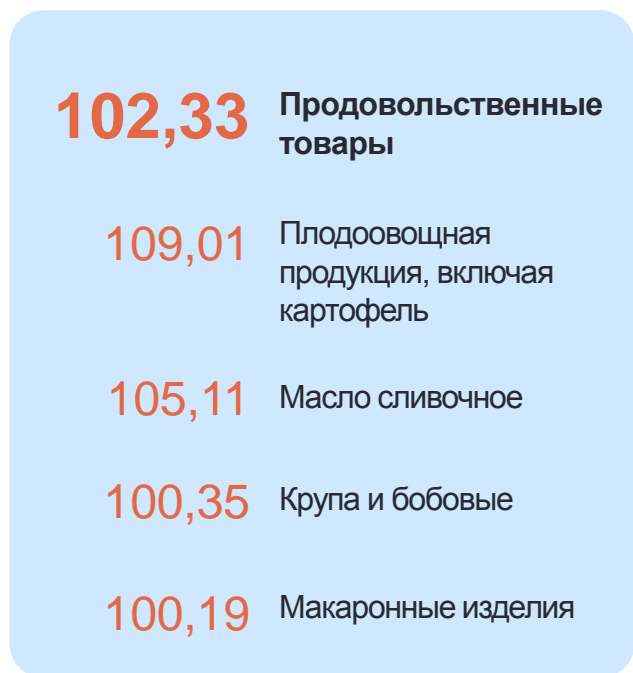 102,33 Продовольственные
товары
109,01 Плодоовощная
продукция, включая
картофель
105,11 Масло сливочное
100,35 Крупа и бобовые
100,19 Макаронные изделия